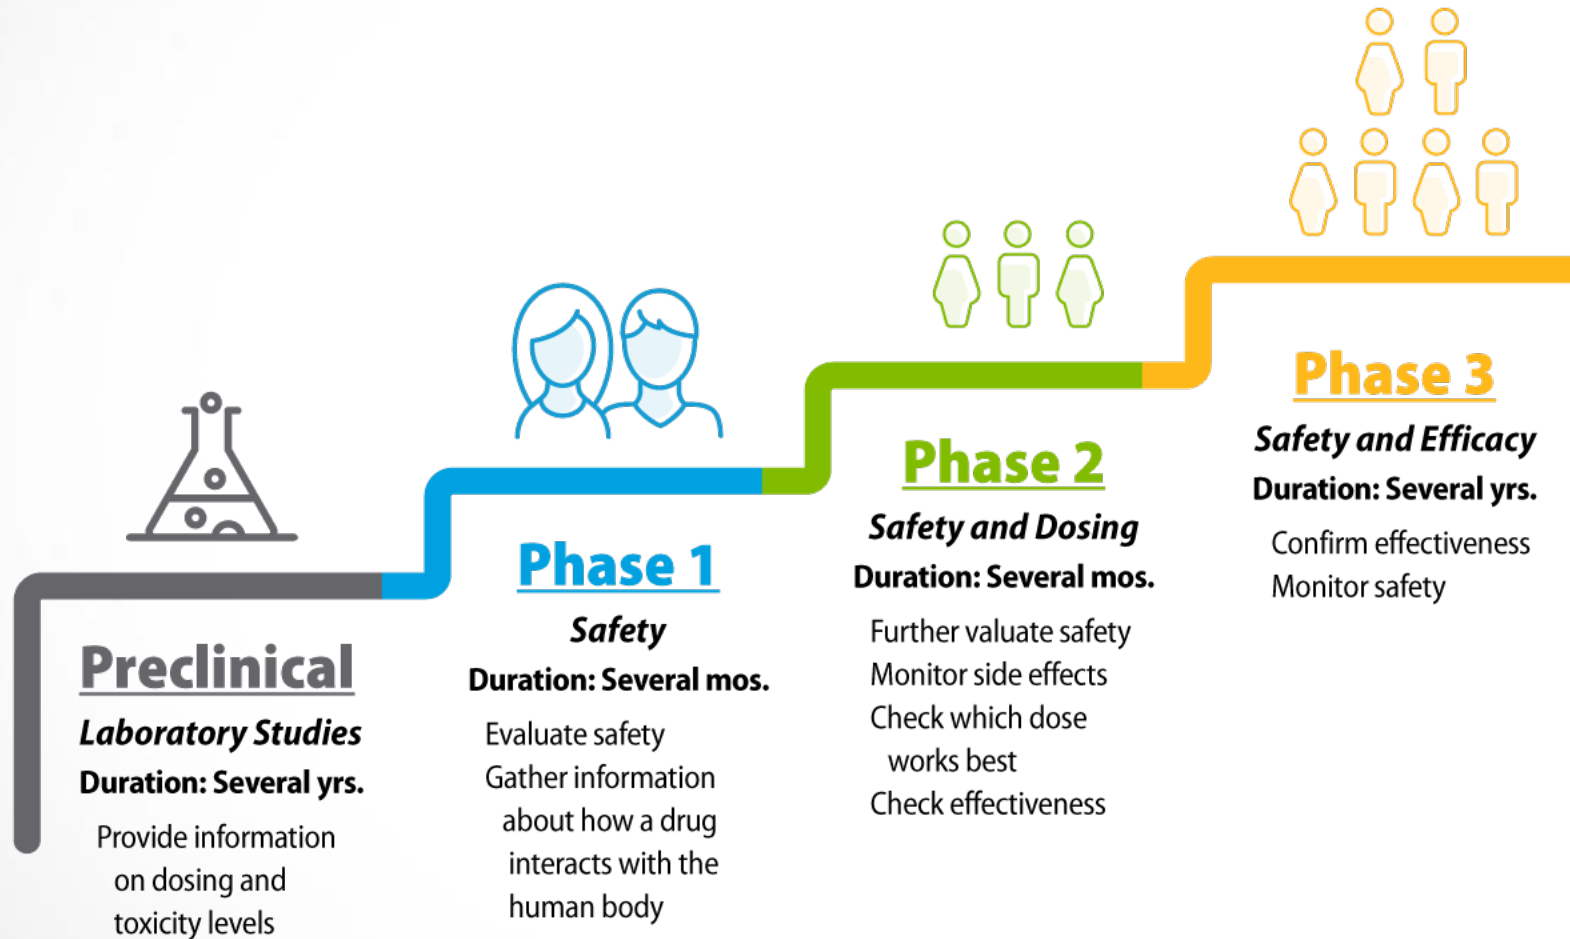 Preclinical
Laboratory Studies
Duration: Several yrs.
Provide information
on dosing and
toxicity levels
Phase 1
Safety
Duration: Several mos.
Evaluate safety
Gather information
about how a drug
interacts with the
human body
Phase 2
Safety and Dosing
Duration: Several mos.
Further valuate safety
Monitor side effects
Check which dose
works best
Check effectiveness
Phase 3
Safety and Efficacy
Duration: Several yrs.
Confirm effectiveness
Monitor safety